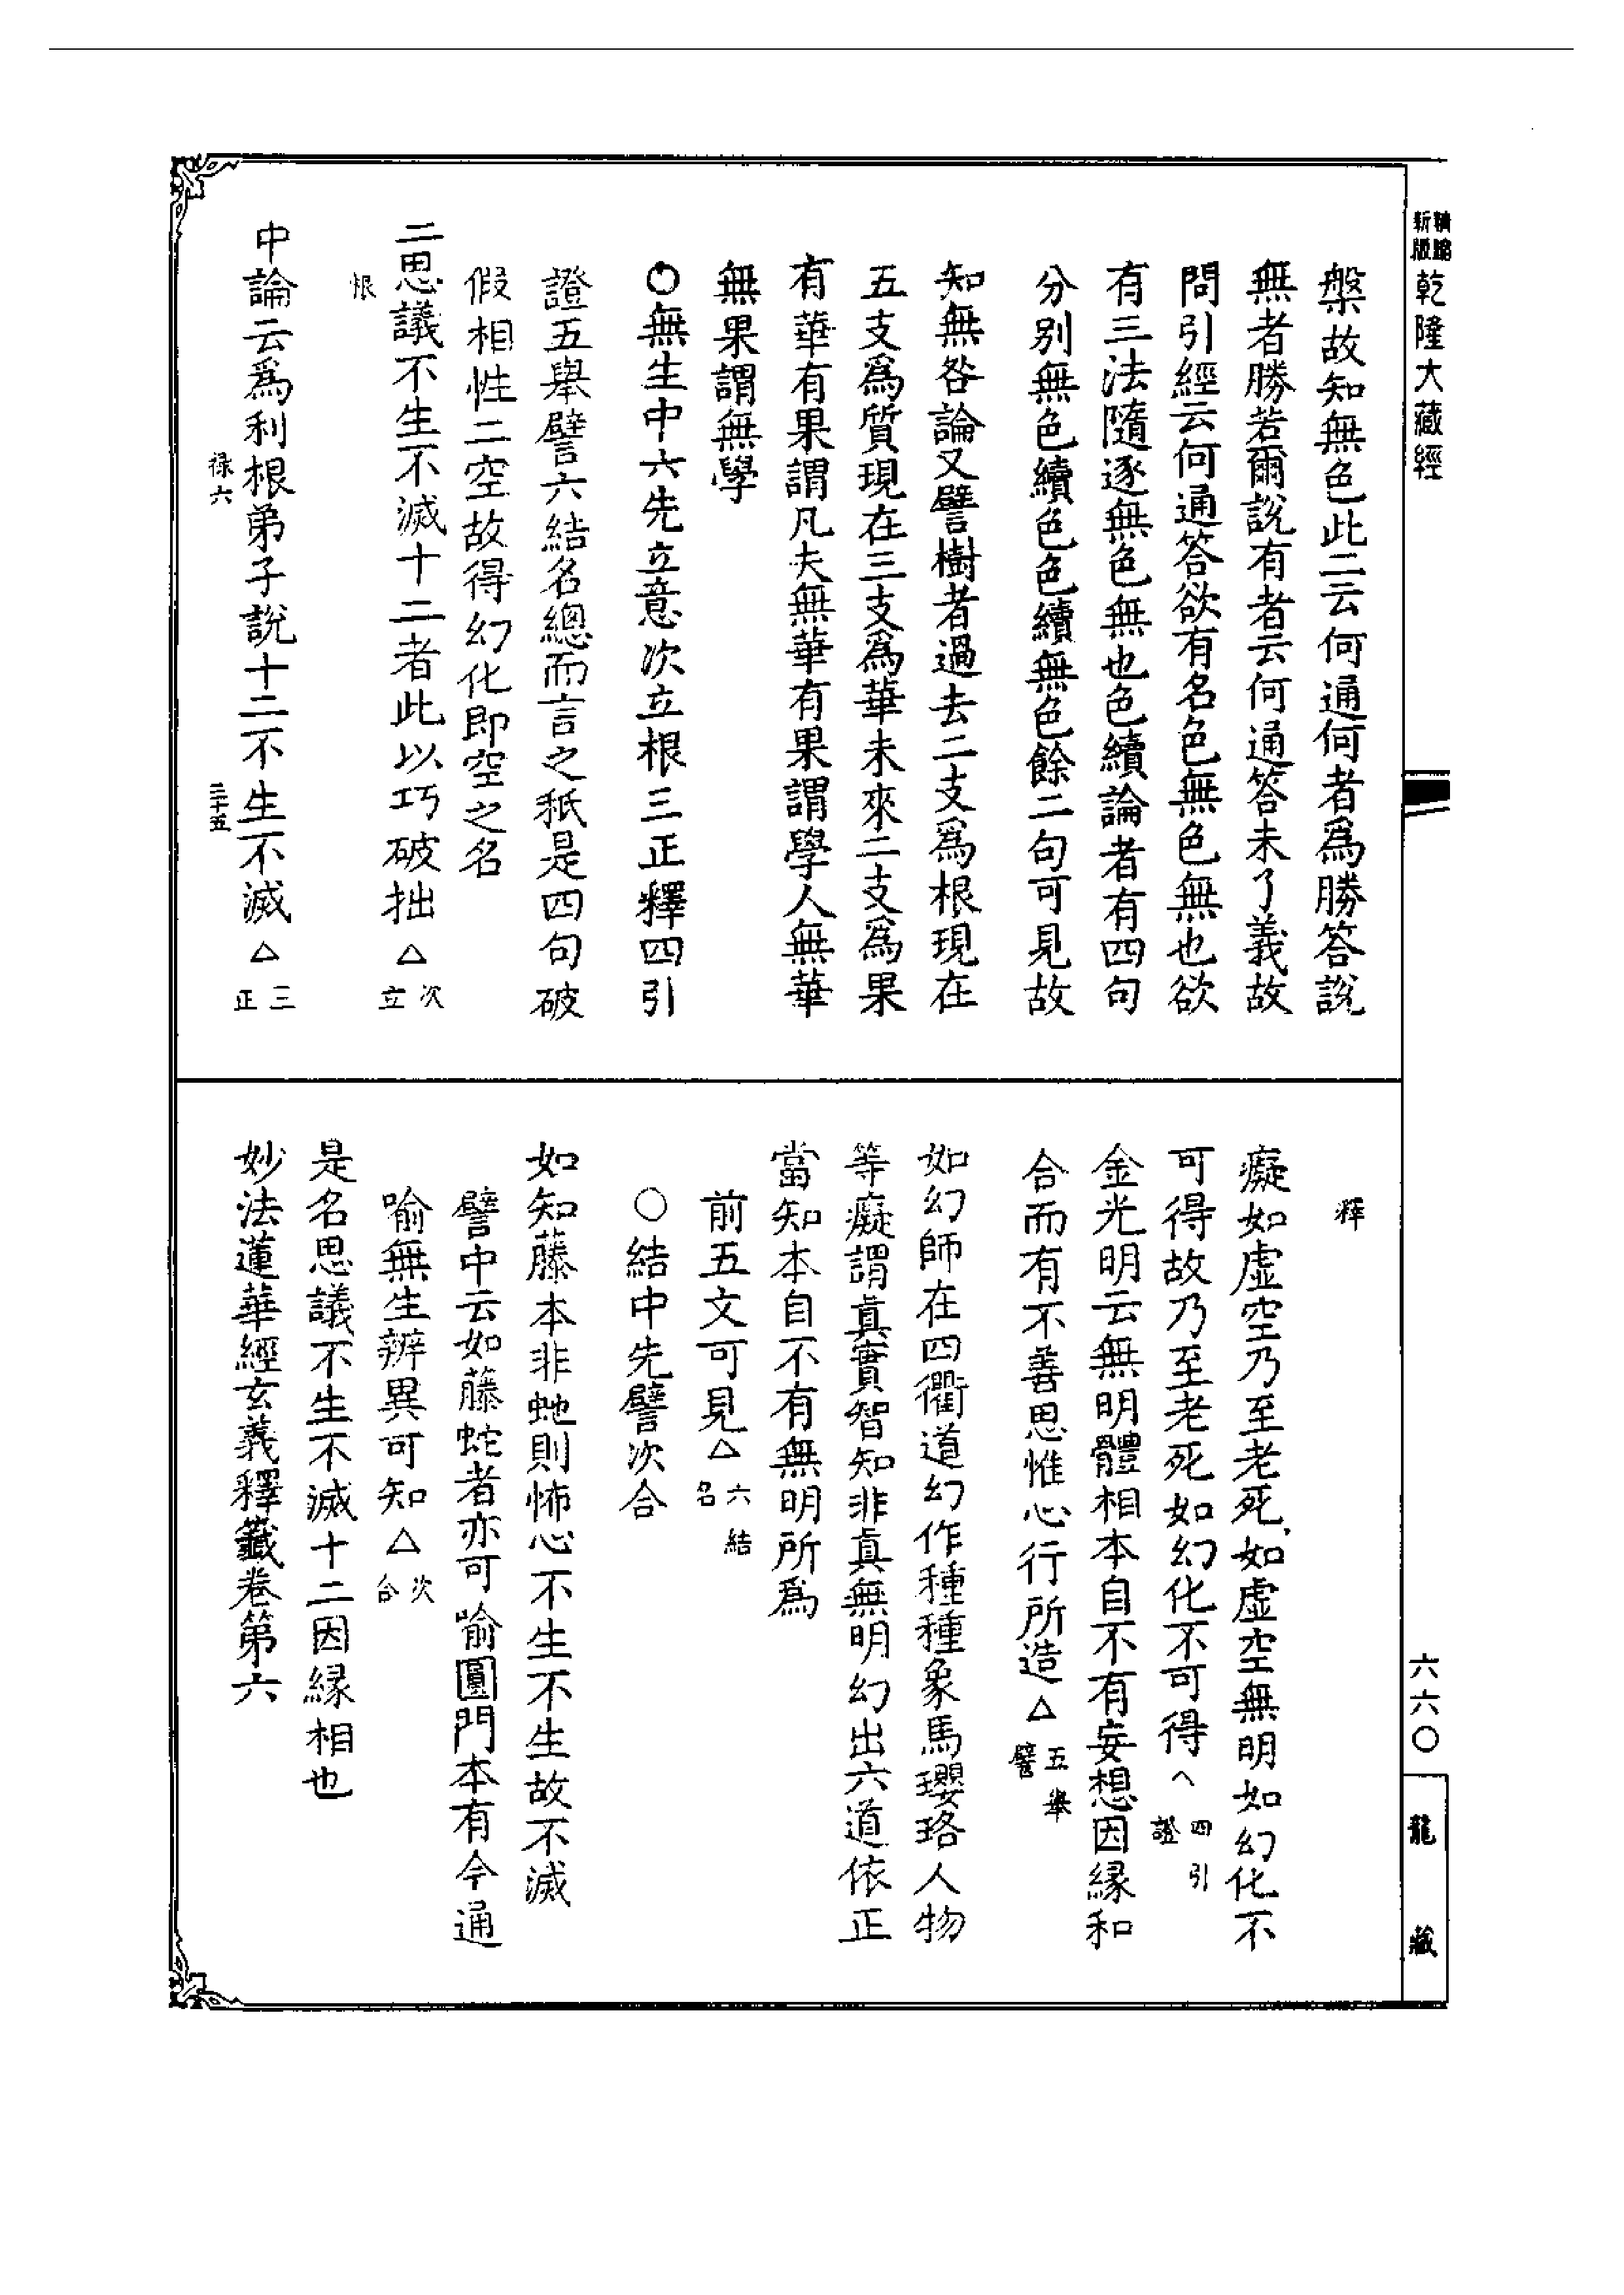 新版
精縮
乾隆大藏經
六六〇
龍藏
槃故知無色此二云何通何者爲勝答說
無者勝若爾說有者云何通答未了義故
問引經云何通答欲有名色無色無也欲
有三法隨逐無色無也色續論者有四句
分別無色續色色續無色餘二句可見故
知無咎論又譬樹者過去二支爲根現在
五支爲質現在三支爲華未來二支爲果
有華有果謂凡夫無華有果謂學人無華
無果謂無學
〇無生中六先立意次立根三正釋四引
證五舉譬六結名總而言之秖是四句破
假相性二空故得幻化即空之名
二思議不生不滅十二者此以巧破拙△次立
根
中論云爲利根弟子說十二不生不滅△三正
祿六
三十五
釋
癡如虛空乃至老死如虛空無明如幻化不
可得故乃至老死如幻化不可得△四引證
金光明云無明體相本自不有妄想因緣和
合而有不善思惟心行所造△五舉譬
如幻師在四衢道幻作種種象馬瓔珞人物
等癡謂眞實智知非眞無明幻出六道依正
當知本自不有無明所爲
前五文可見△六結名
〇結中先譬次合
如知藤本非虵則怖心不生不生故不滅
譬中云如藤蛇者亦可喻圓門本有今通
喻無生辨異可知△次合
是名思議不生不滅十二因緣相也
妙法蓮華經玄義釋籤卷第六